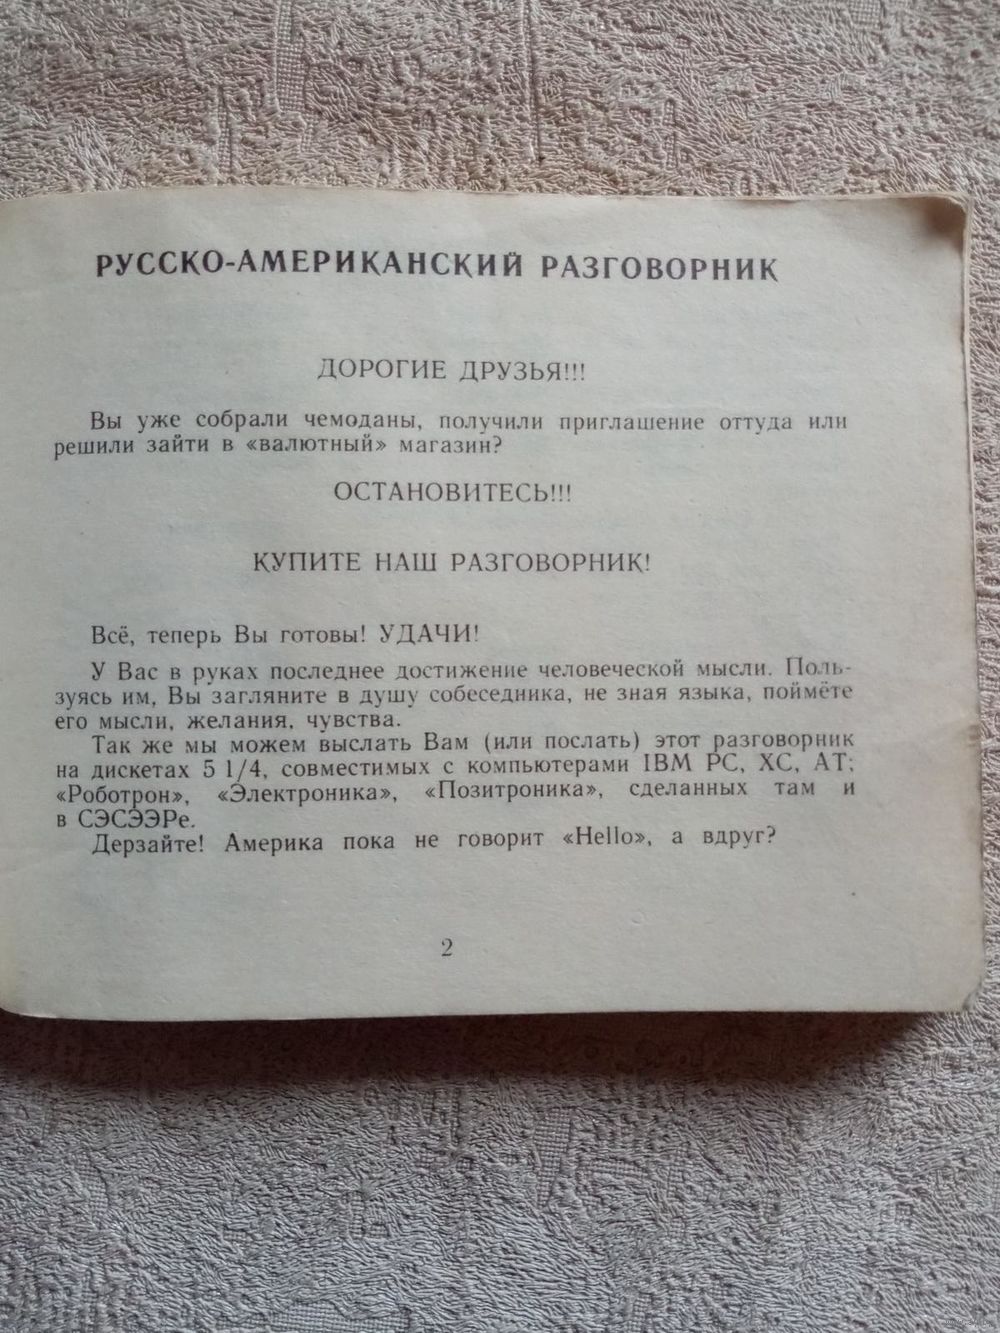 РУССКО-АМЕРИКАНСКИЙ РАЗГОВОРНИК
ДОРОГИЕ ДРУЗЬЯ!!!
Вы уже собрали чемоданы, получили приглашение оттуда или
решили зайти в «валютный» магазин?
ОСТАНОВИТЕСЬ!!!
КУПИТЕ НАШ РАЗГОВОРНИК!
Всё, теперь Вы готовы! УДАЧИ!
У Вас в руках последнее достижение человеческой мысли. Поль-
зуясь им, Вы загляните в душу собеседника, не зная языка, поймёте
его мысли, желания, чувства.
Так же мы можем выслать Вам (или послать) этот разговорник
на дискетах 5 1/4, совместимых с компьютерами IBM PC, XC, AT;
«Роботрон», «Электроника», «Позитроника», сделанных там и
в СЭСЭЭРе.
Дерзайте! Америка пока не говорит «Hello», а вдруг?
2